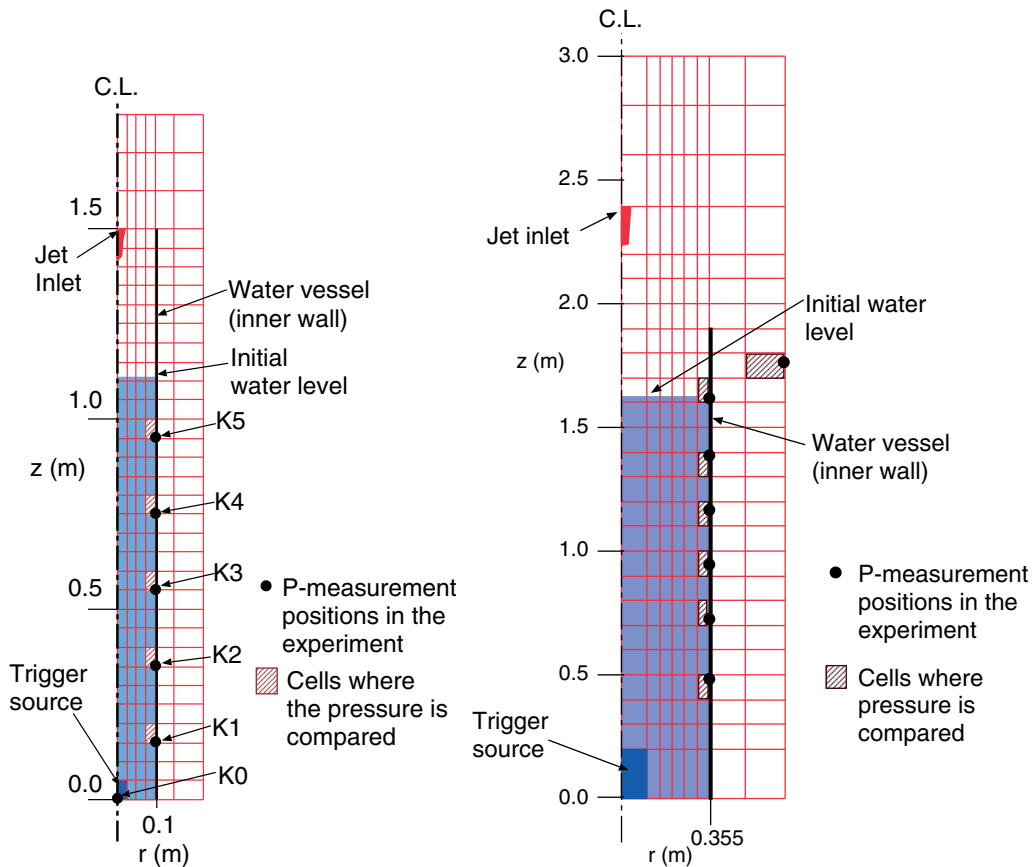 C.L.
1.5
Jet
Inlet
Water vessel
(inner wall)
Initial
water level
1.0
K5
z (m)
K4
K3
0.5
P-measurement
positions in the
experiment
K2
Trigger
source
Cells where
the pressure is
compared
K1
0.0
K0
0.1
r (m)
C.L.
3.0
2.5
Jet inlet
2.0
Initial water
level
z (m)
1.5
Water vessel
(inner wall)
1.0
P-measurement
positions in the
experiment
0.5
Cells where
pressure is
compared
Trigger
source
0.0
0.355
r (m)